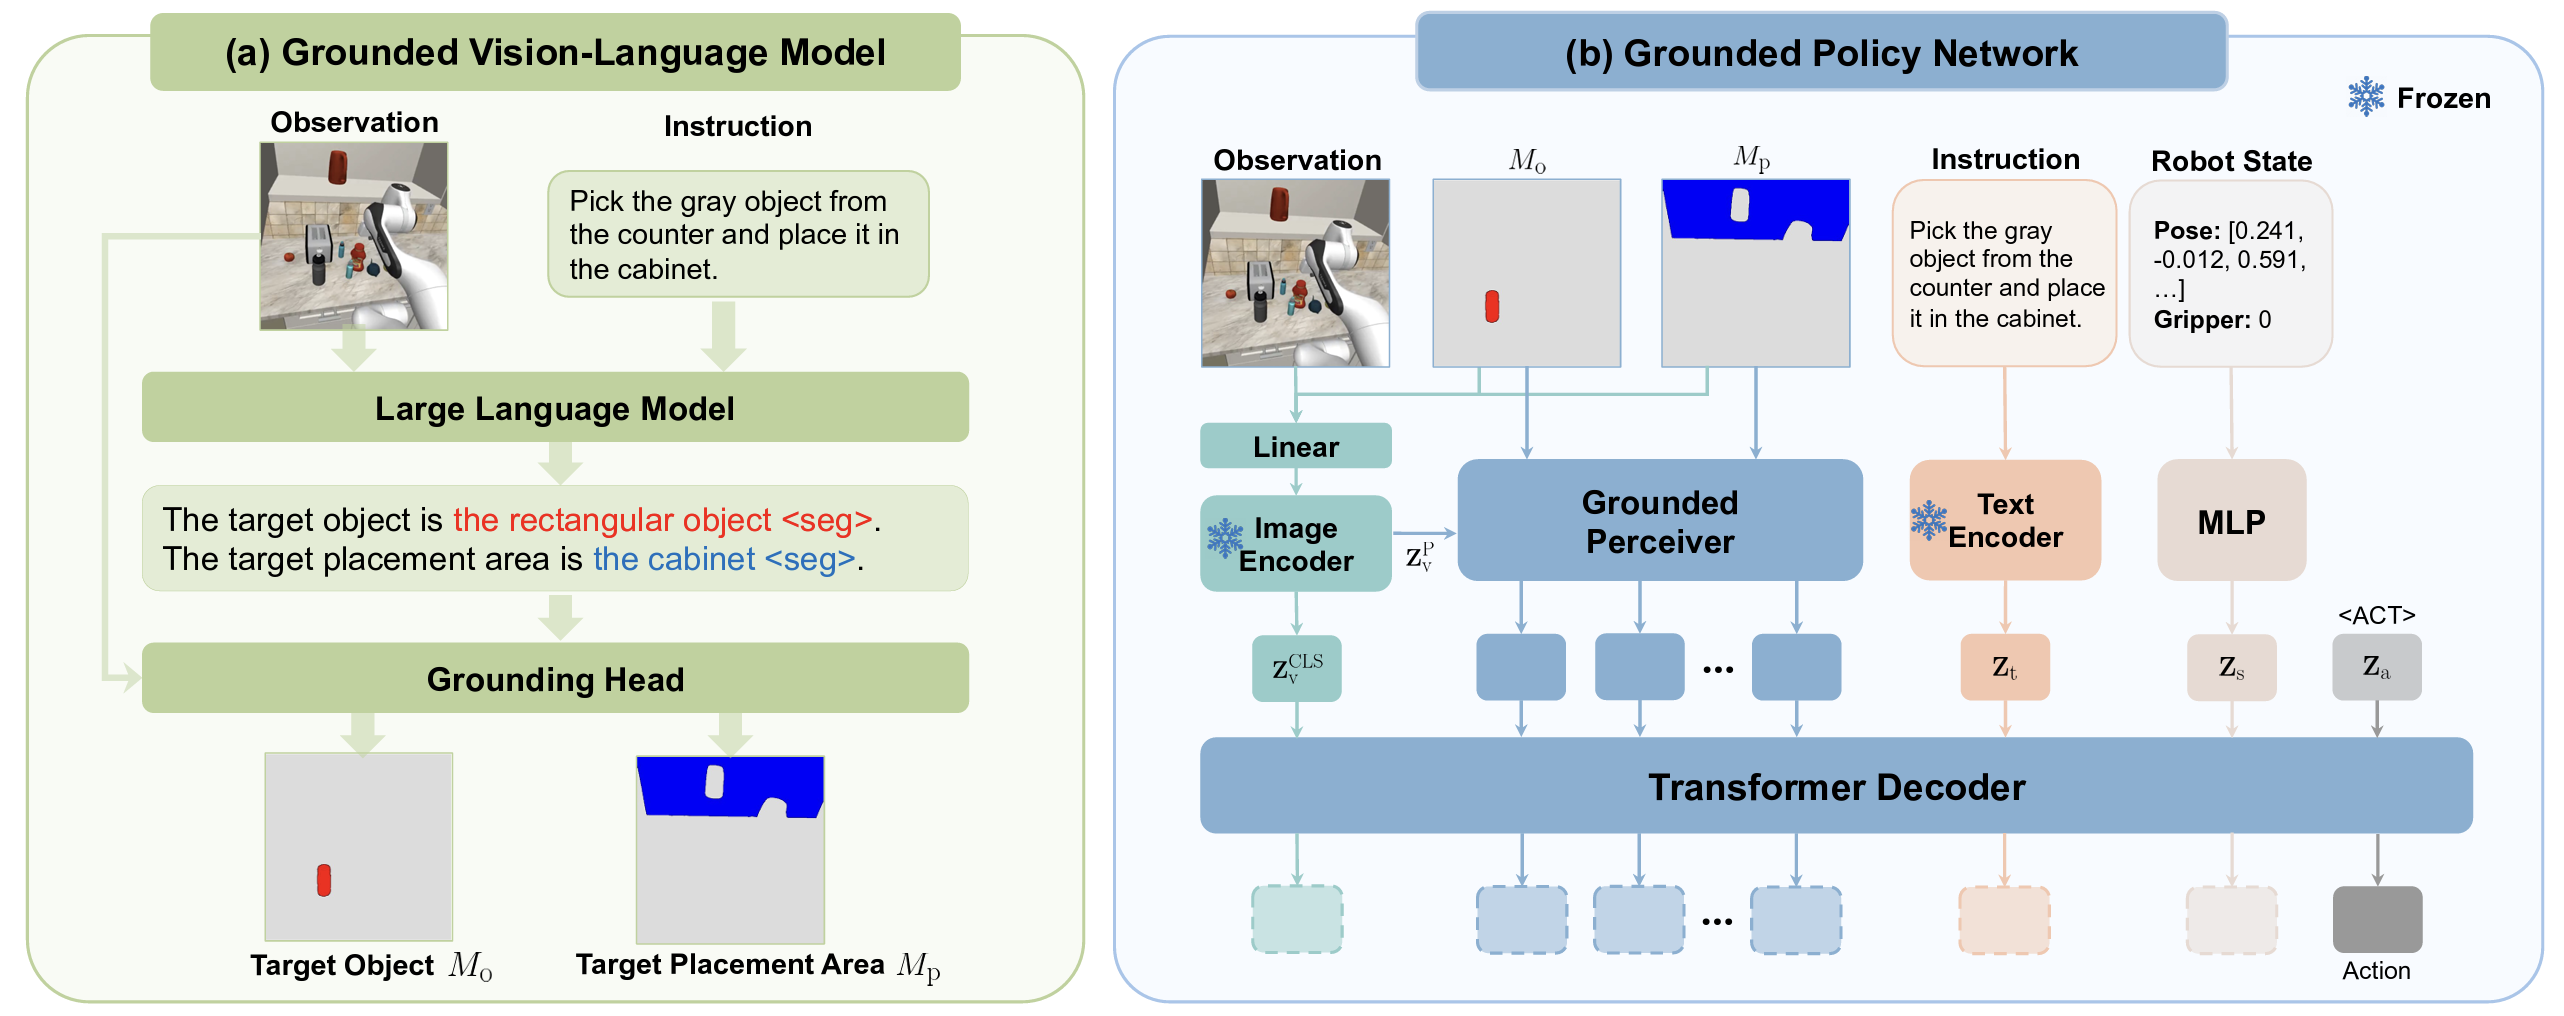 (a) Grounded Vision-Language Model
Observation
Instruction
Pick the gray object from
the counter and place it in
the cabinet.
Large Language Model
The target object is the rectangular object <seg>.
The target placement area is the cabinet <seg>.
Grounding Head
Target Object M_o
Target Placement Area M_p
(b) Grounded Policy Network
Frozen
Observation
M_o
M_p
Instruction
Robot State
Pick the gray
object from the
counter and place
it in the cabinet.
Pose: [0.241,
-0.012, 0.591,
...]
Gripper: 0
Linear
Image
Encoder
z_v^P
Grounded
Perceiver
Text
Encoder
MLP
<ACT>
z_v^CLS
...
z_t
z_s
z_a
Transformer Decoder
...
Action